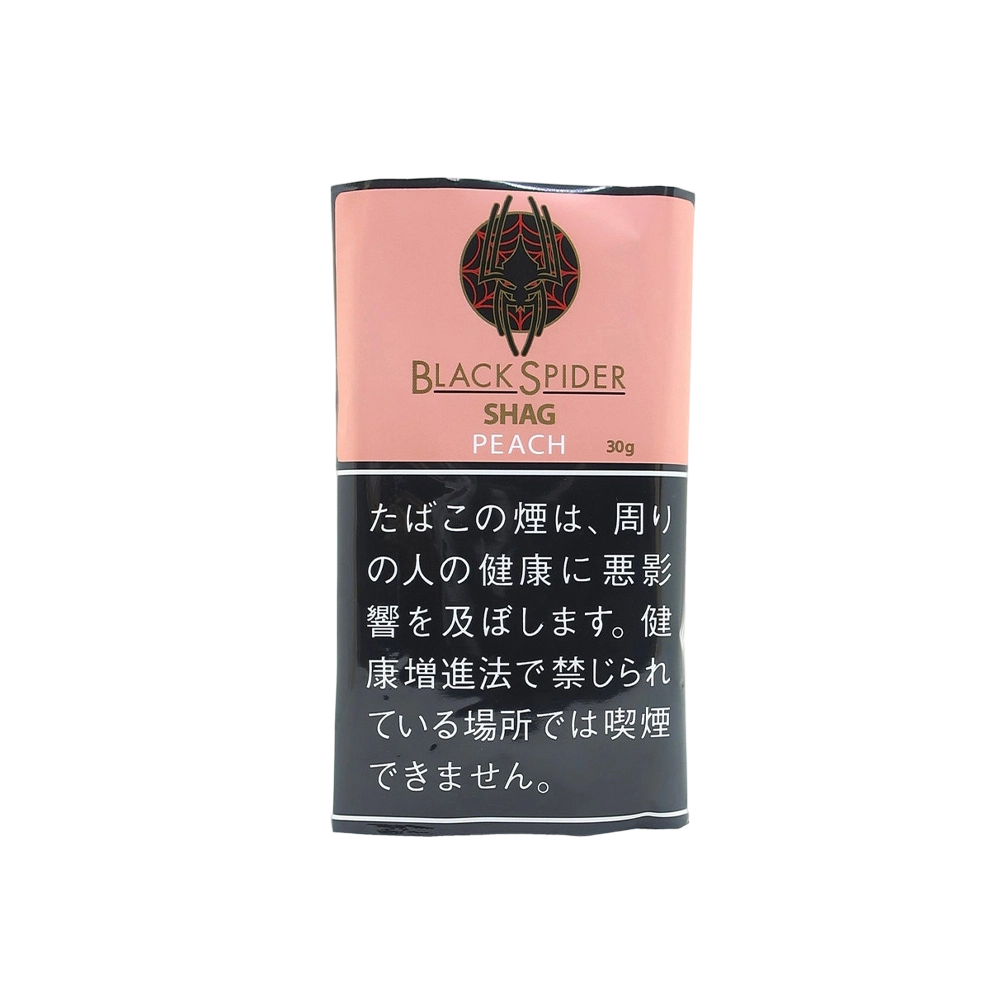 BLACK SPIDER
SHAG
PEACH 30g
たばこの煙は、周り
の人の健康に悪影
響を及ぼします。健
康増進法で禁じられ
ている場所では喫煙
できません。